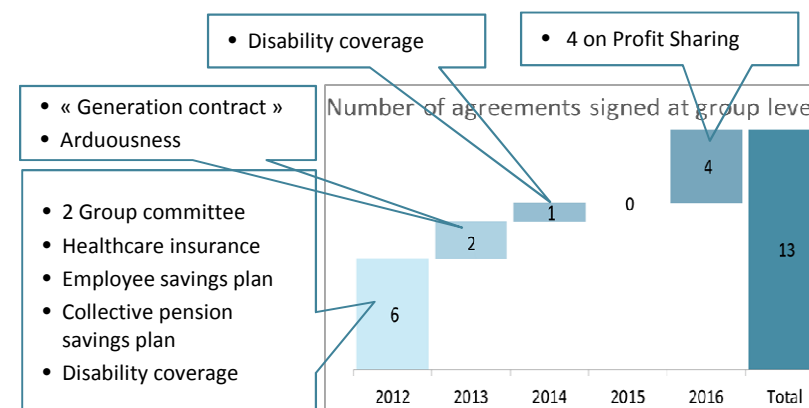 • Disability coverage
• 4 on Profit Sharing
• « Generation contract »
• Arduousness
Number of agreements signed at group leve
• 2 Group committee
• Healthcare insurance
• Employee savings plan
• Collective pension
savings plan
• Disability coverage
6
2
1
0
4
13
2012 2013 2014 2015 2016 Total